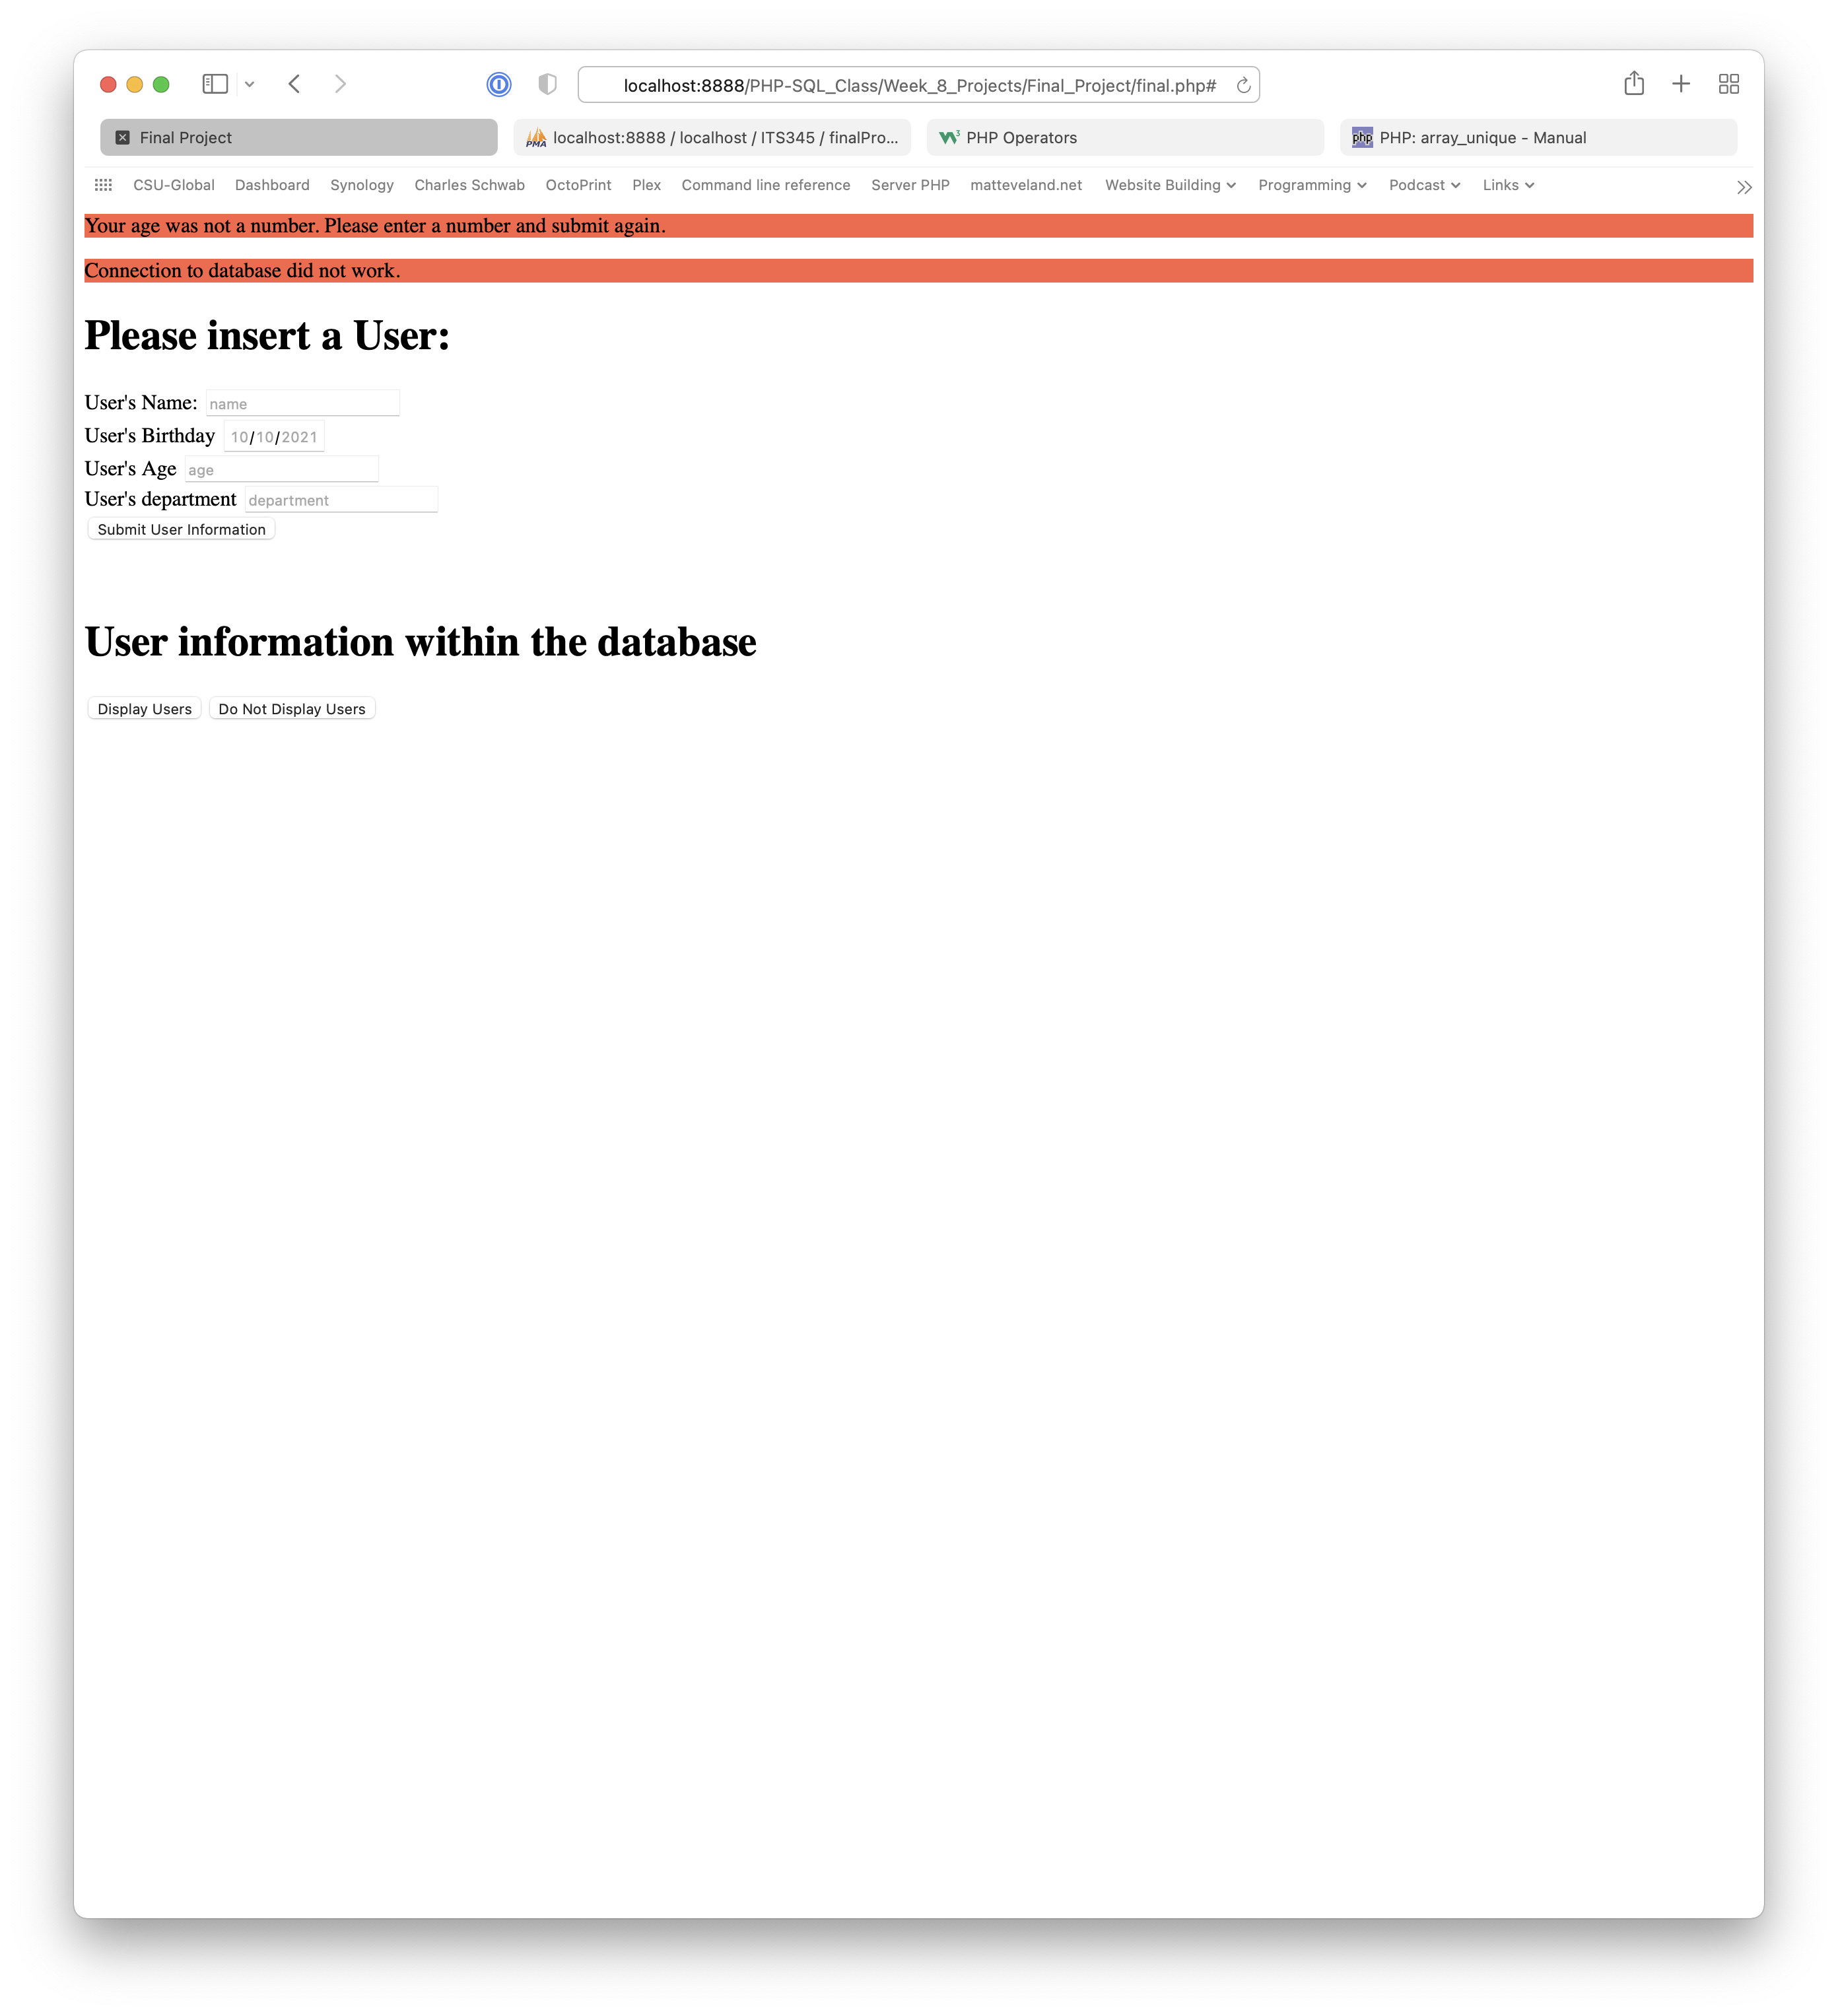 localhost:8888/PHP-SQL_Class/Week_8_Projects/Final_Project/final.php#
Final Project
PMA localhost:8888 / localhost / ITS345 / finalPro...
PHP Operators
php PHP: array_unique - Manual
CSU-Global Dashboard Synology Charles Schwab OctoPrint Plex Command line reference Server PHP matteveland.net Website Building Programming Podcast Links
Your age was not a number. Please enter a number and submit again.
Connection to database did not work.
Please insert a User:
User's Name: name
User's Birthday 10/10/2021
User's Age age
User's department department
Submit User Information
User information within the database
Display Users Do Not Display Users